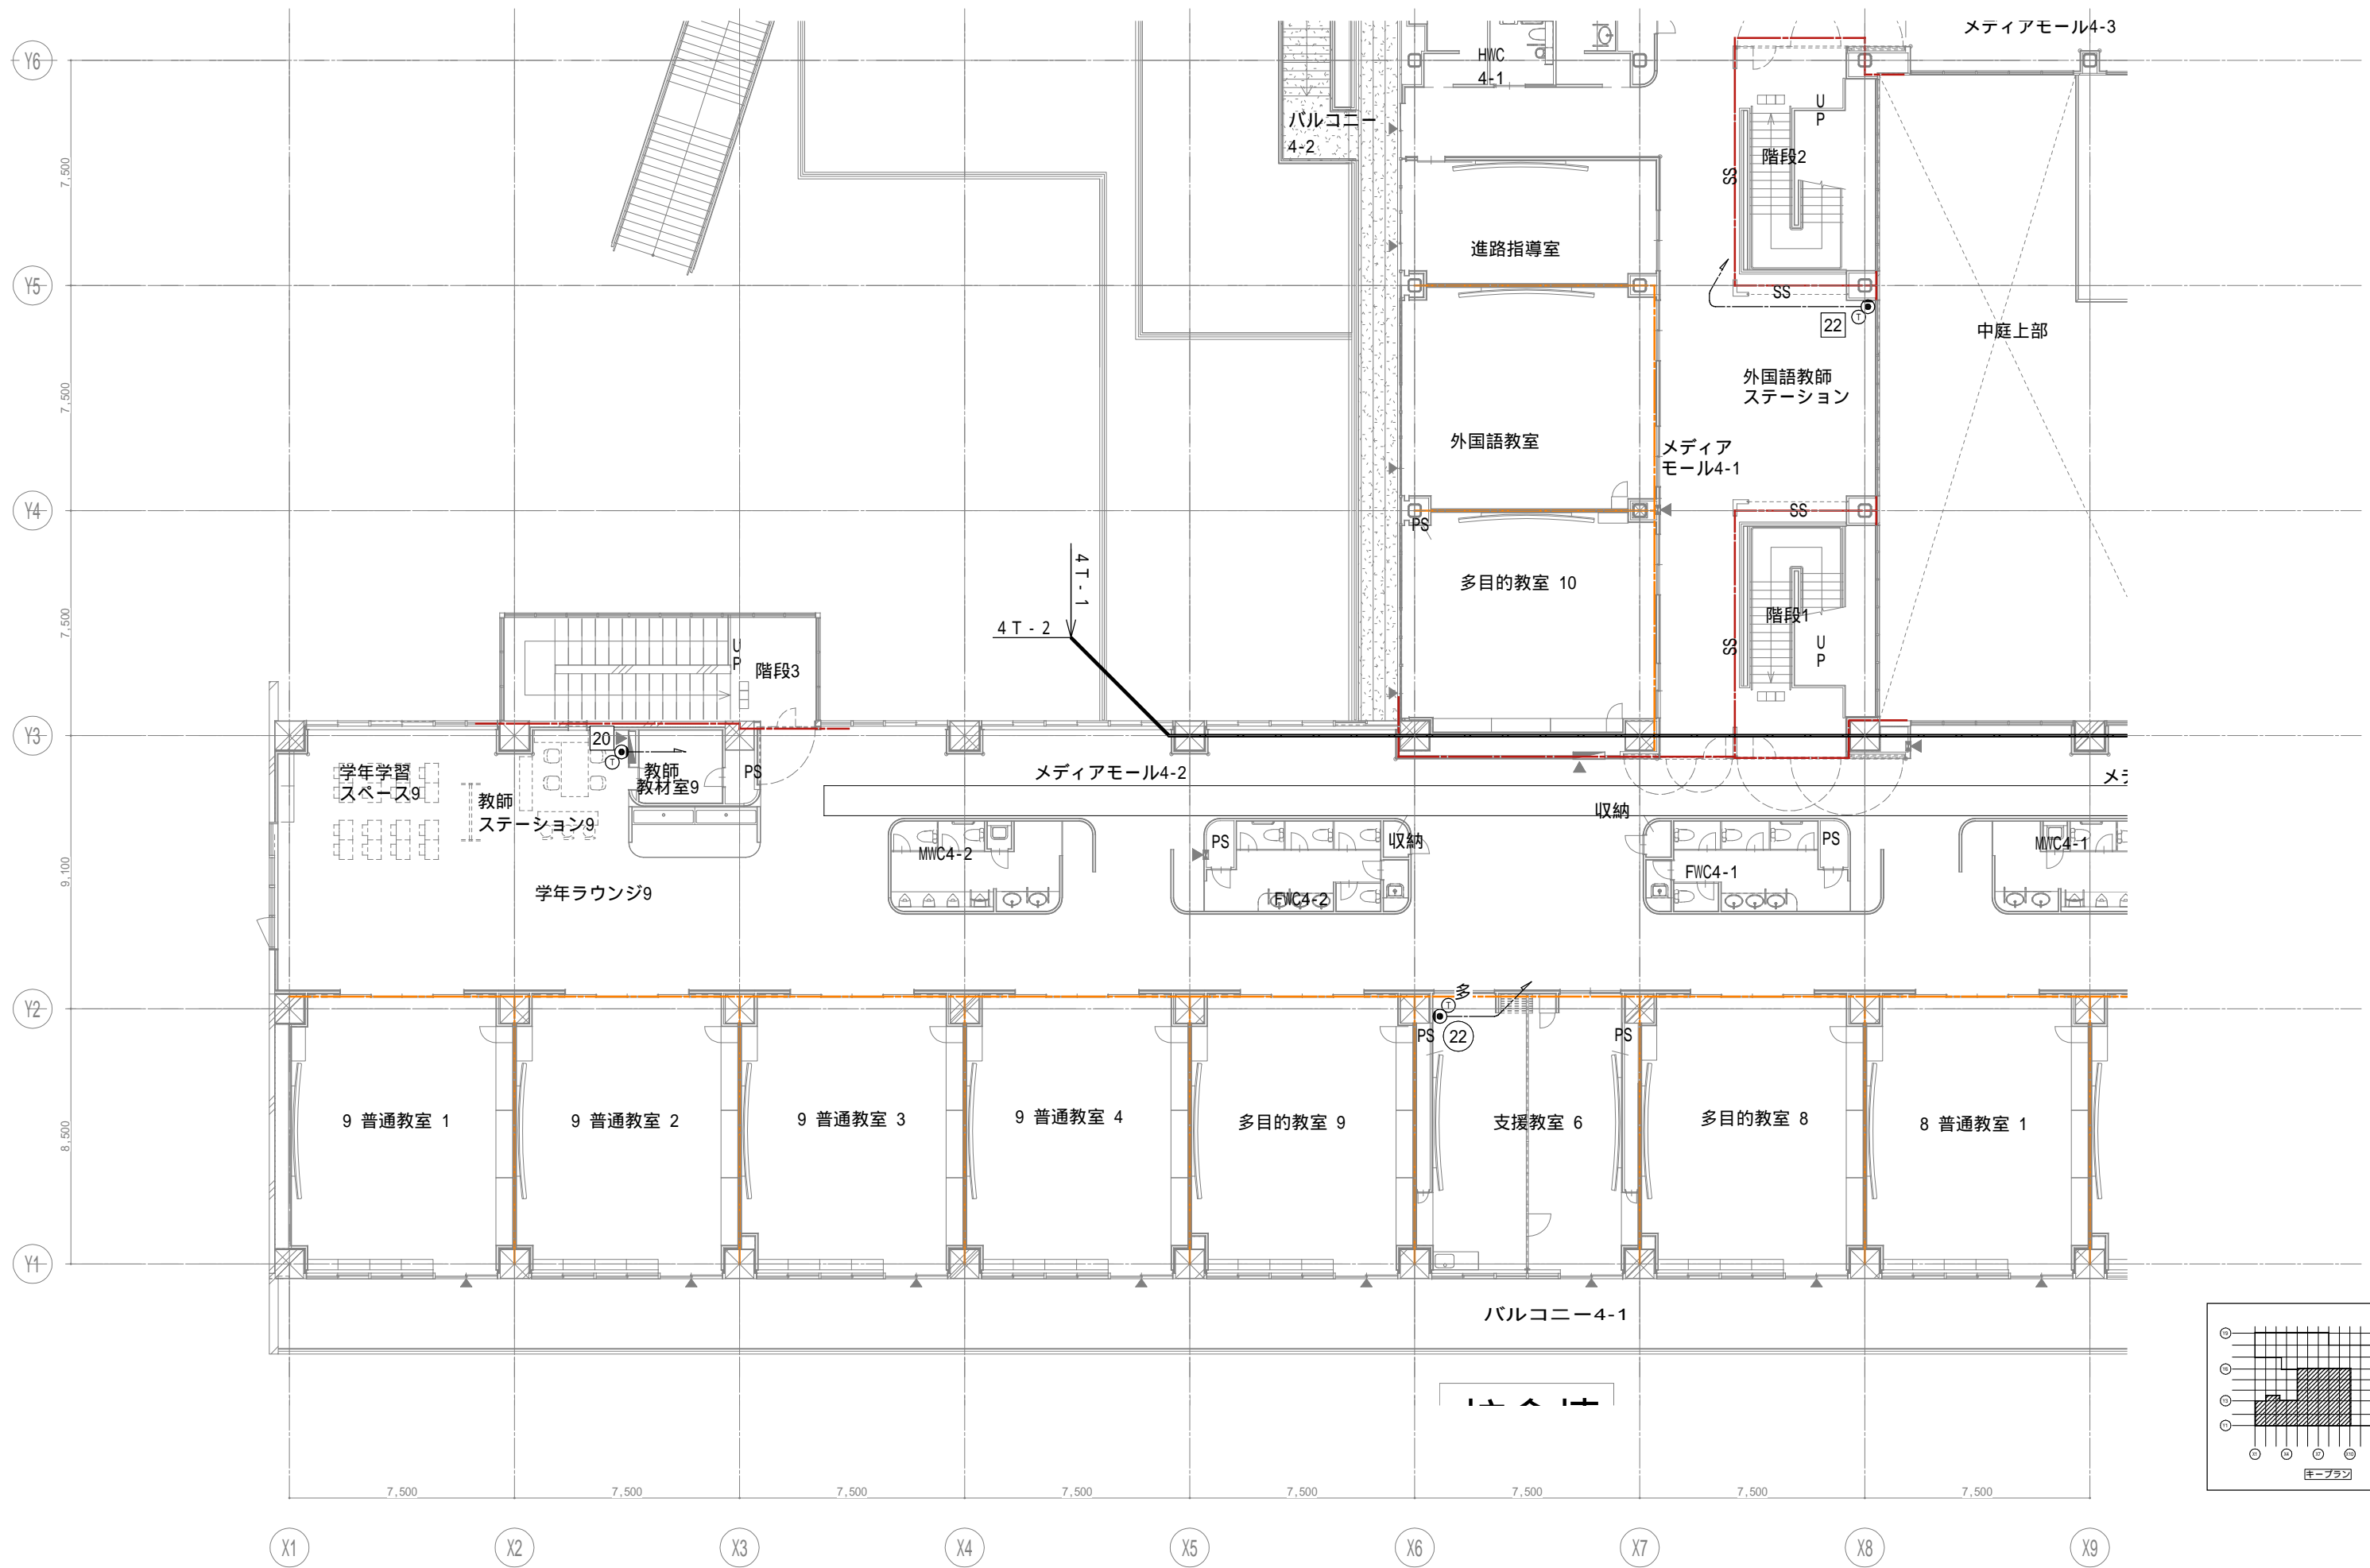 メディアモール4-3
Y6
HWC
4-1
バルコニー
4-2
UP
階段2
SS
7,500
進路指導室
Y5
SS
22
T
中庭上部
外国語教師
ステーション
7,500
外国語教室
メディア
モール4-1
Y4
PS
SS
4T-1
4T-2
多目的教室 10
階段1
UP
SS
7,500
UP
階段3
Y3
20
T
学年学習
スペース9
教師
ステーション9
教師
教材室9
PS
メディアモール4-2
メテ
収納
MWC4-2
PS
収納
FWC4-2
FWC4-1
PS
MWC4-1
9,100
学年ラウンジ9
Y2
多
T
PS
22
PS
8,500
9 普通教室 1
9 普通教室 2
9 普通教室 3
9 普通教室 4
多目的教室 9
支援教室 6
多目的教室 8
8 普通教室 1
Y1
バルコニー4-1
キープラン
7,500
7,500
7,500
7,500
7,500
7,500
7,500
7,500
X1
X2
X3
X4
X5
X6
X7
X8
X9